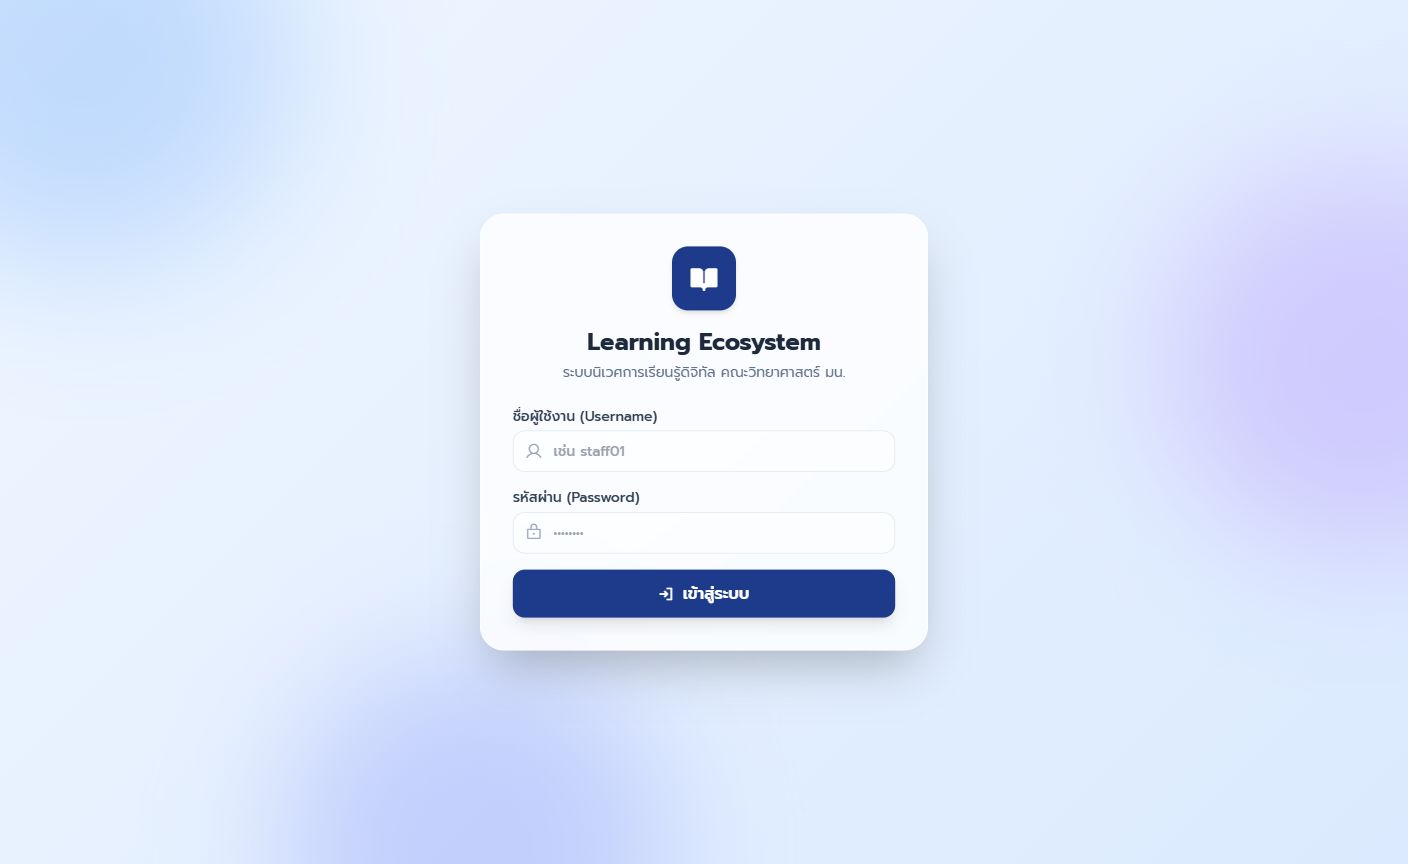 Learning Ecosystem
ระบบนิเวศการเรียนรู้ดิจิทัล คณะวิทยาศาสตร์ มน.
ชื่อผู้ใช้งาน (Username)
เช่น staff01
รหัสผ่าน (Password)
••••••••
เข้าสู่ระบบ